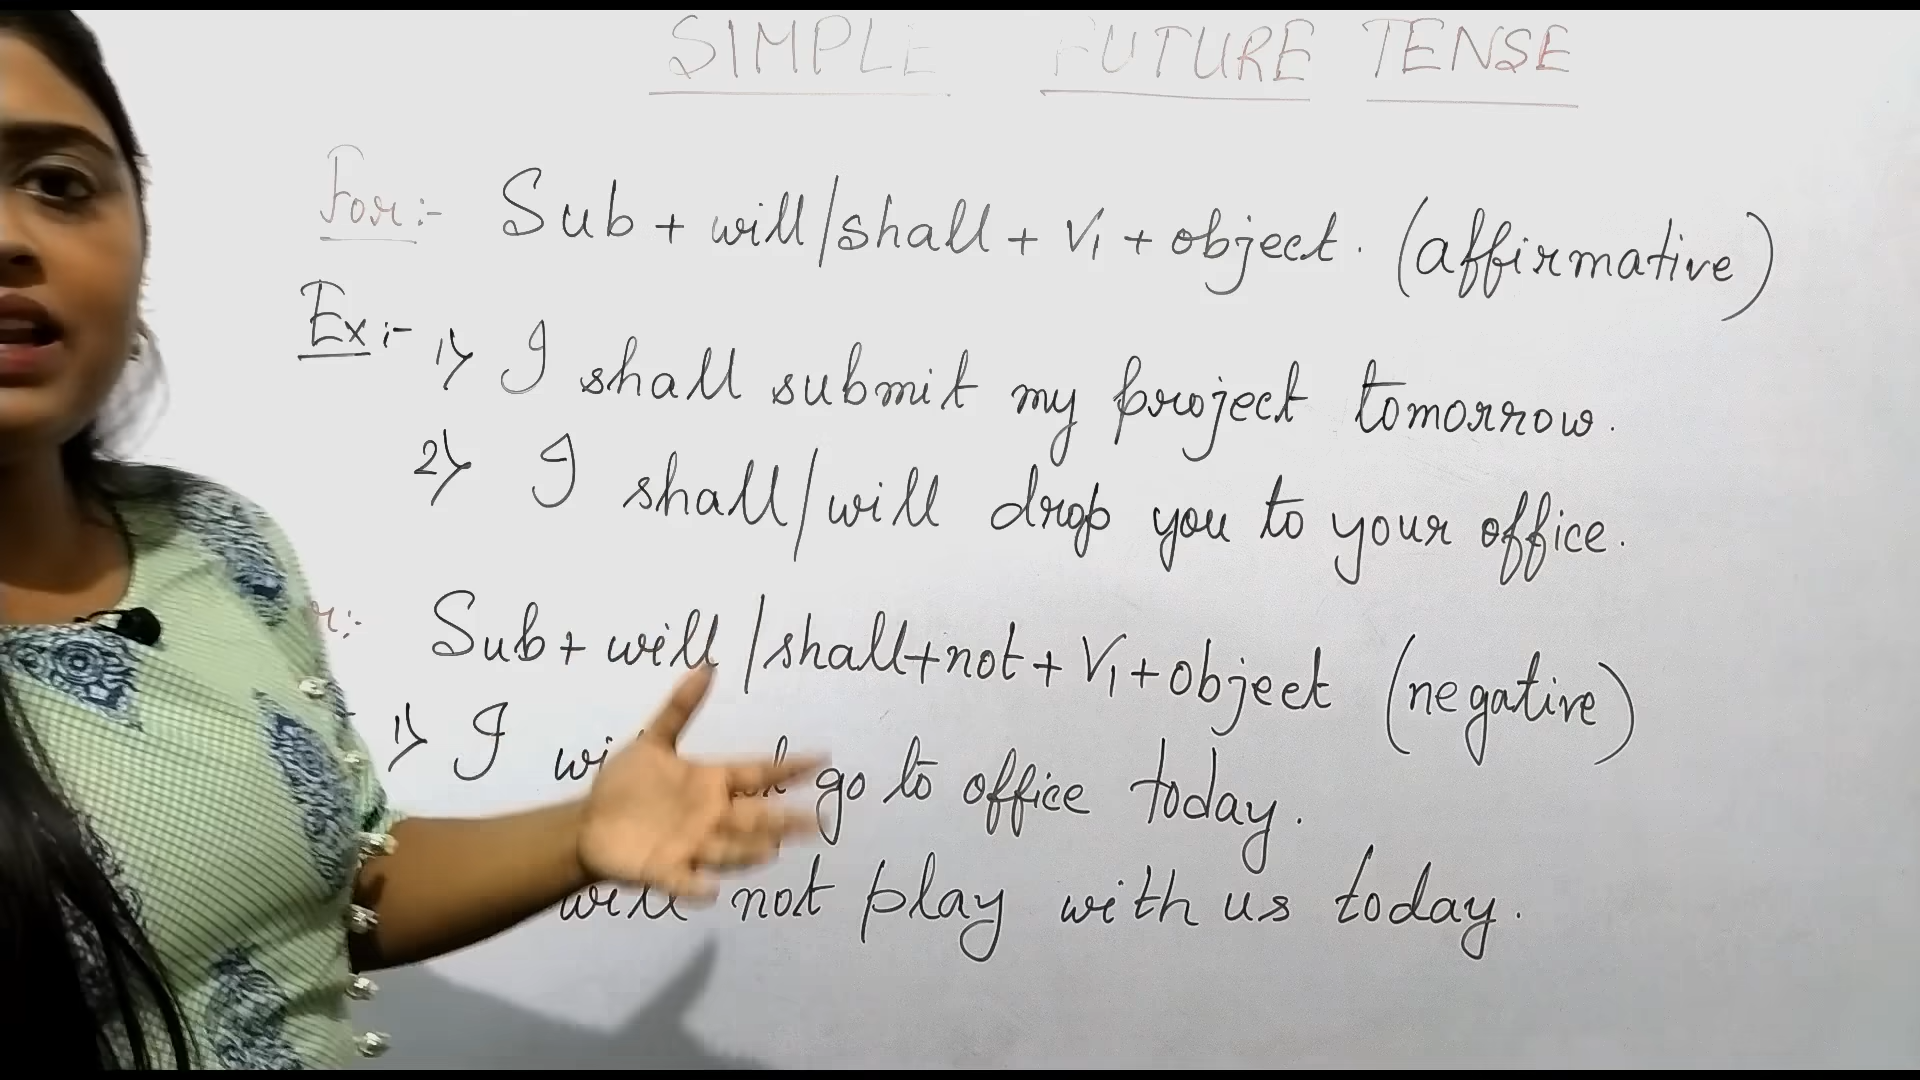 SIMPLE FUTURE TENSE
For:- Sub + will/shall + V1 + object. (affirmative)
Ex:- 1) I shall submit my project tomorrow.
2) I shall/will drop you to your office.
Sub + will/shall + not + V1 + object (negative)
1) I go to office today.
will not play with us today.